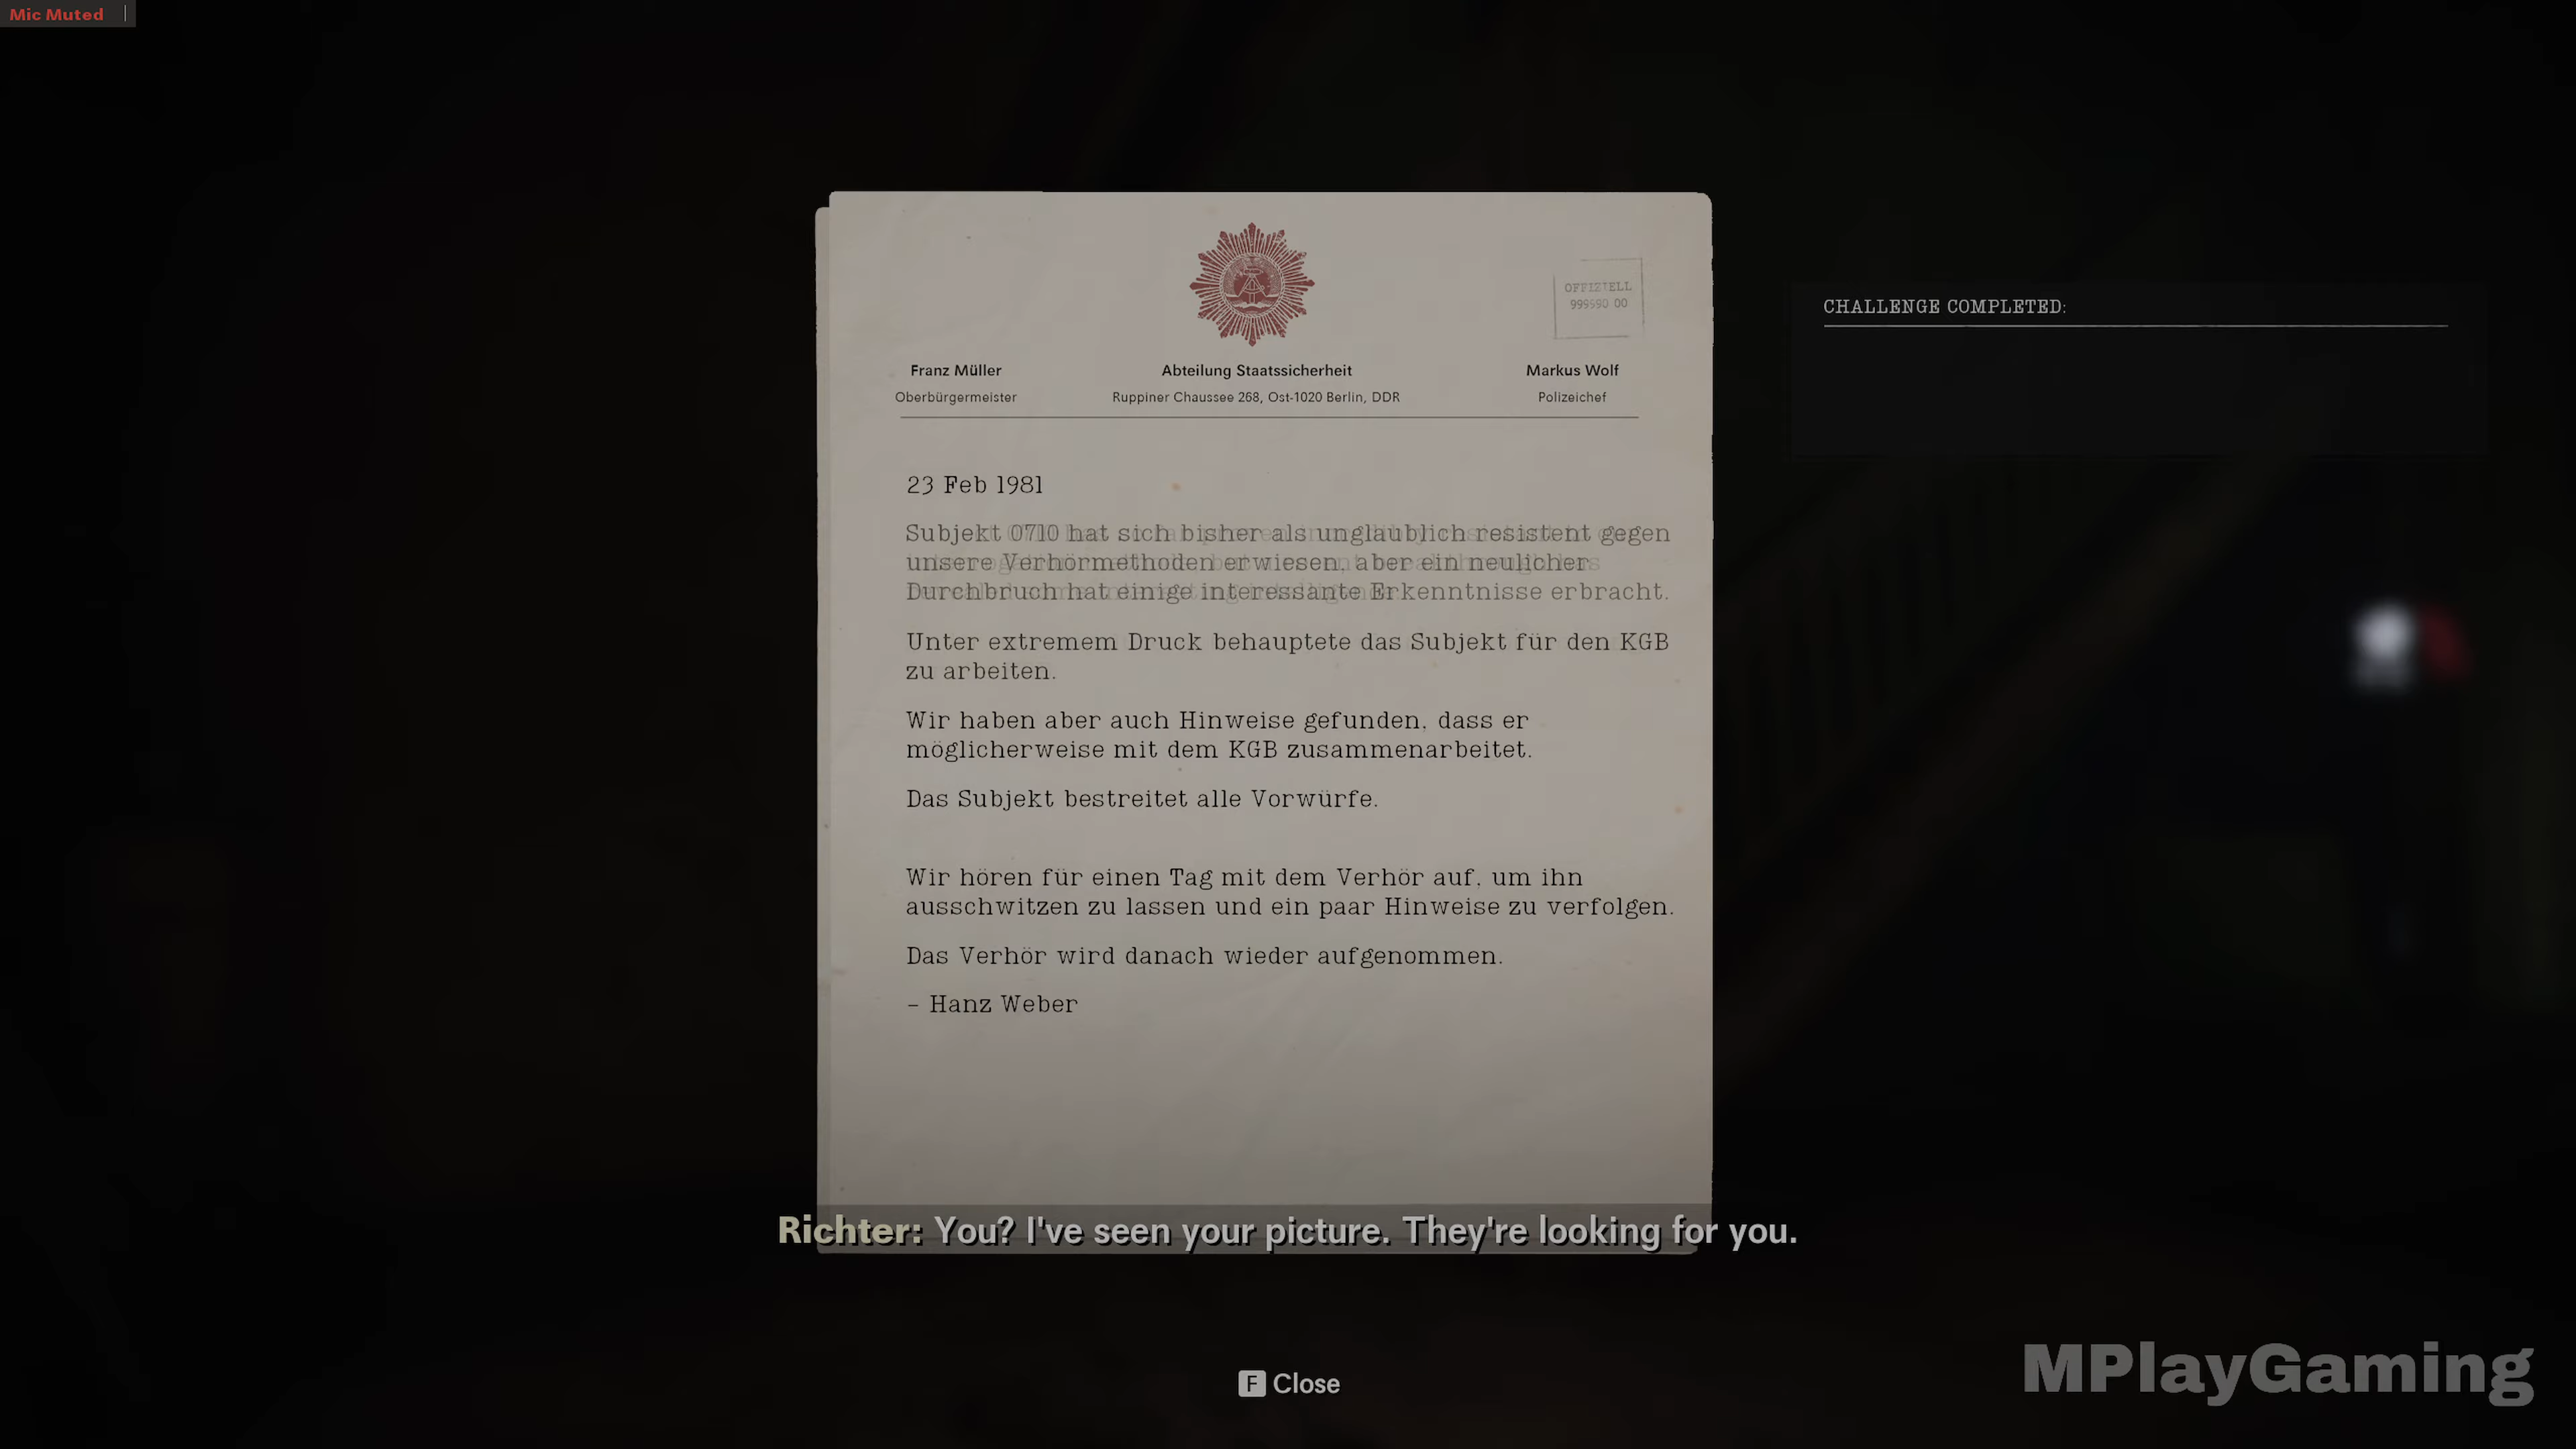 Mic Muted
OFFIZIELL
999990 00
Franz Müller
Abteilung Staatssicherheit
Markus Wolf
Oberbürgermeister
Ruppiner Chaussee 268, Ost-1020 Berlin, DDR
Polizeichef
CHALLENGE COMPLETED:
23 Feb 1981
Subjekt 0710 hat sich bisher als unglaublich resistent gegen
unsere Verhörmethoden erwiesen, aber ein neulicher
Durchbruch hat einige interessante Erkenntnisse erbracht.
Unter extremem Druck behauptete das Subjekt für den KGB
zu arbeiten.
Wir haben aber auch Hinweise gefunden, dass er
möglicherweise mit dem KGB zusammenarbeitet.
Das Subjekt bestreitet alle Vorwürfe.
Wir hören für einen Tag mit dem Verhör auf, um ihn
ausschwitzen zu lassen und ein paar Hinweise zu verfolgen.
Das Verhör wird danach wieder aufgenommen.
– Hanz Weber
Richter: You? I've seen your picture. They're looking for you.
F Close
MPlayGaming